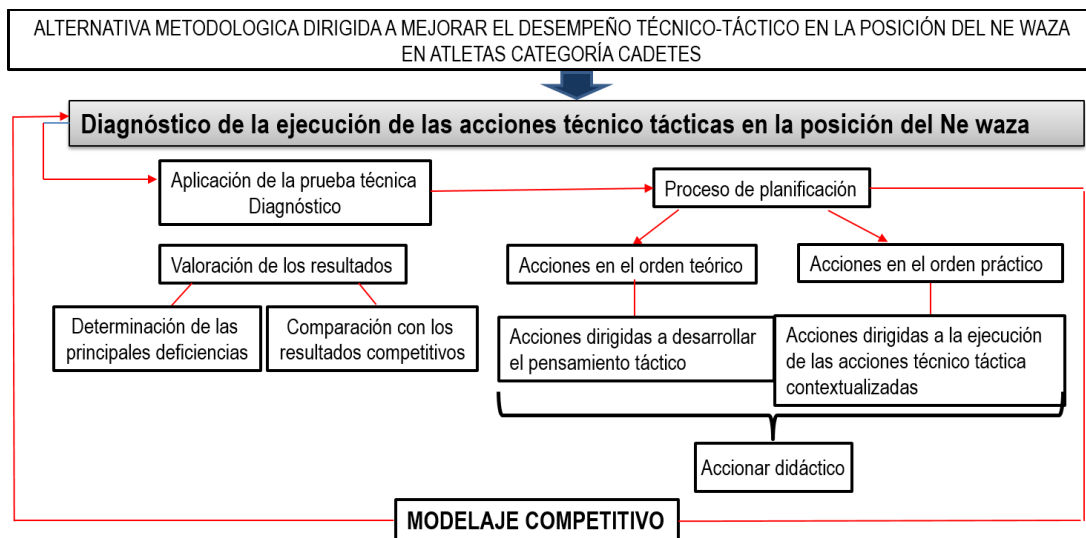 ALTERNATIVA METODOLOGICA DIRIGIDA A MEJORAR EL DESEMPEÑO TÉCNICO-TÁCTICO EN LA POSICIÓN DEL NE WAZA
EN ATLETAS CATEGORÍA CADETES
Diagnóstico de la ejecución de las acciones técnico tácticas en la posición del Ne waza
Aplicación de la prueba técnica
Diagnóstico
Proceso de planificación
Valoración de los resultados
Acciones en el orden teórico
Acciones en el orden práctico
Determinación de las
principales deficiencias
Comparación con los
resultados competitivos
Acciones dirigidas a desarrollar
el pensamiento táctico
Acciones dirigidas a la ejecución
de las acciones técnico táctica
contextualizadas
Accionar didáctico
MODELAJE COMPETITIVO